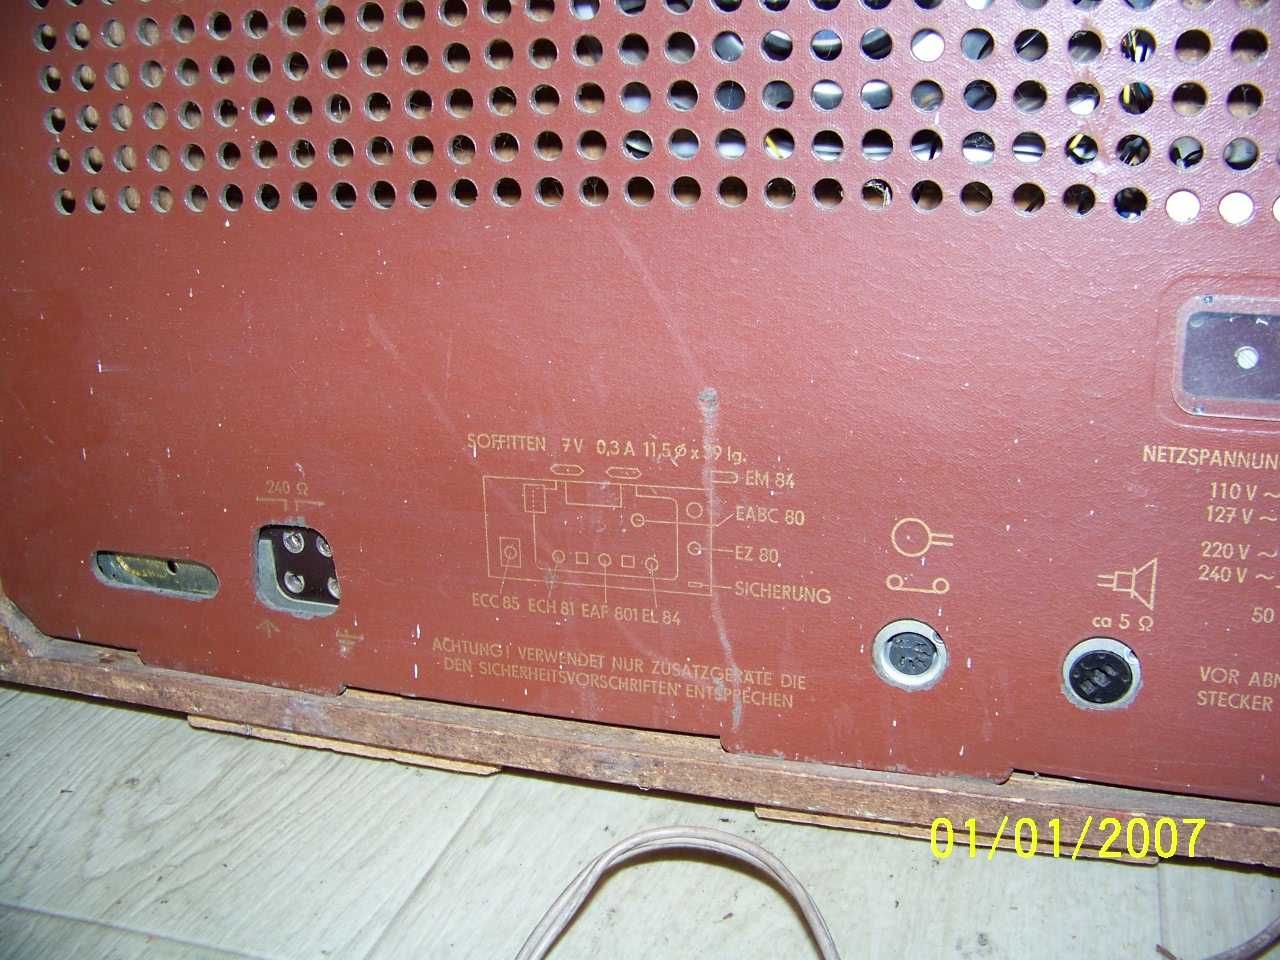 SOFFITTEN 7V 0,3 A 11,5 ø x 39 lg.
240 Ω
EM 84
EABC 80
EZ 80
SICHERUNG
ECC 85 ECH 81 EAF 801 EL 84
ACHTUNG! VERWENDET NUR ZUSATZGERÄTE DIE
DEN SICHERHEITSVORSCHRIFTEN ENTSPRECHEN
ca 5 Ω
NETZSPANNUN
110 V ~
127 V ~
220 V ~
240 V ~
50
VOR ABN
STECKER
01/01/2007